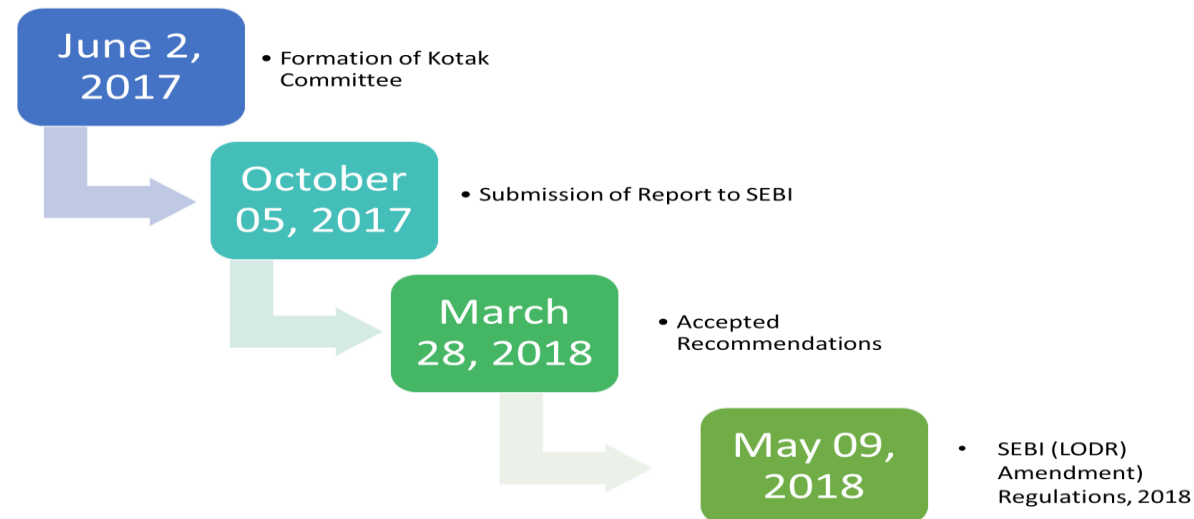 June 2,
2017
• Formation of Kotak
Committee
October
05, 2017
• Submission of Report to SEBI
March
28, 2018
• Accepted
Recommendations
May 09,
2018
• SEBI (LODR)
Amendment)
Regulations, 2018